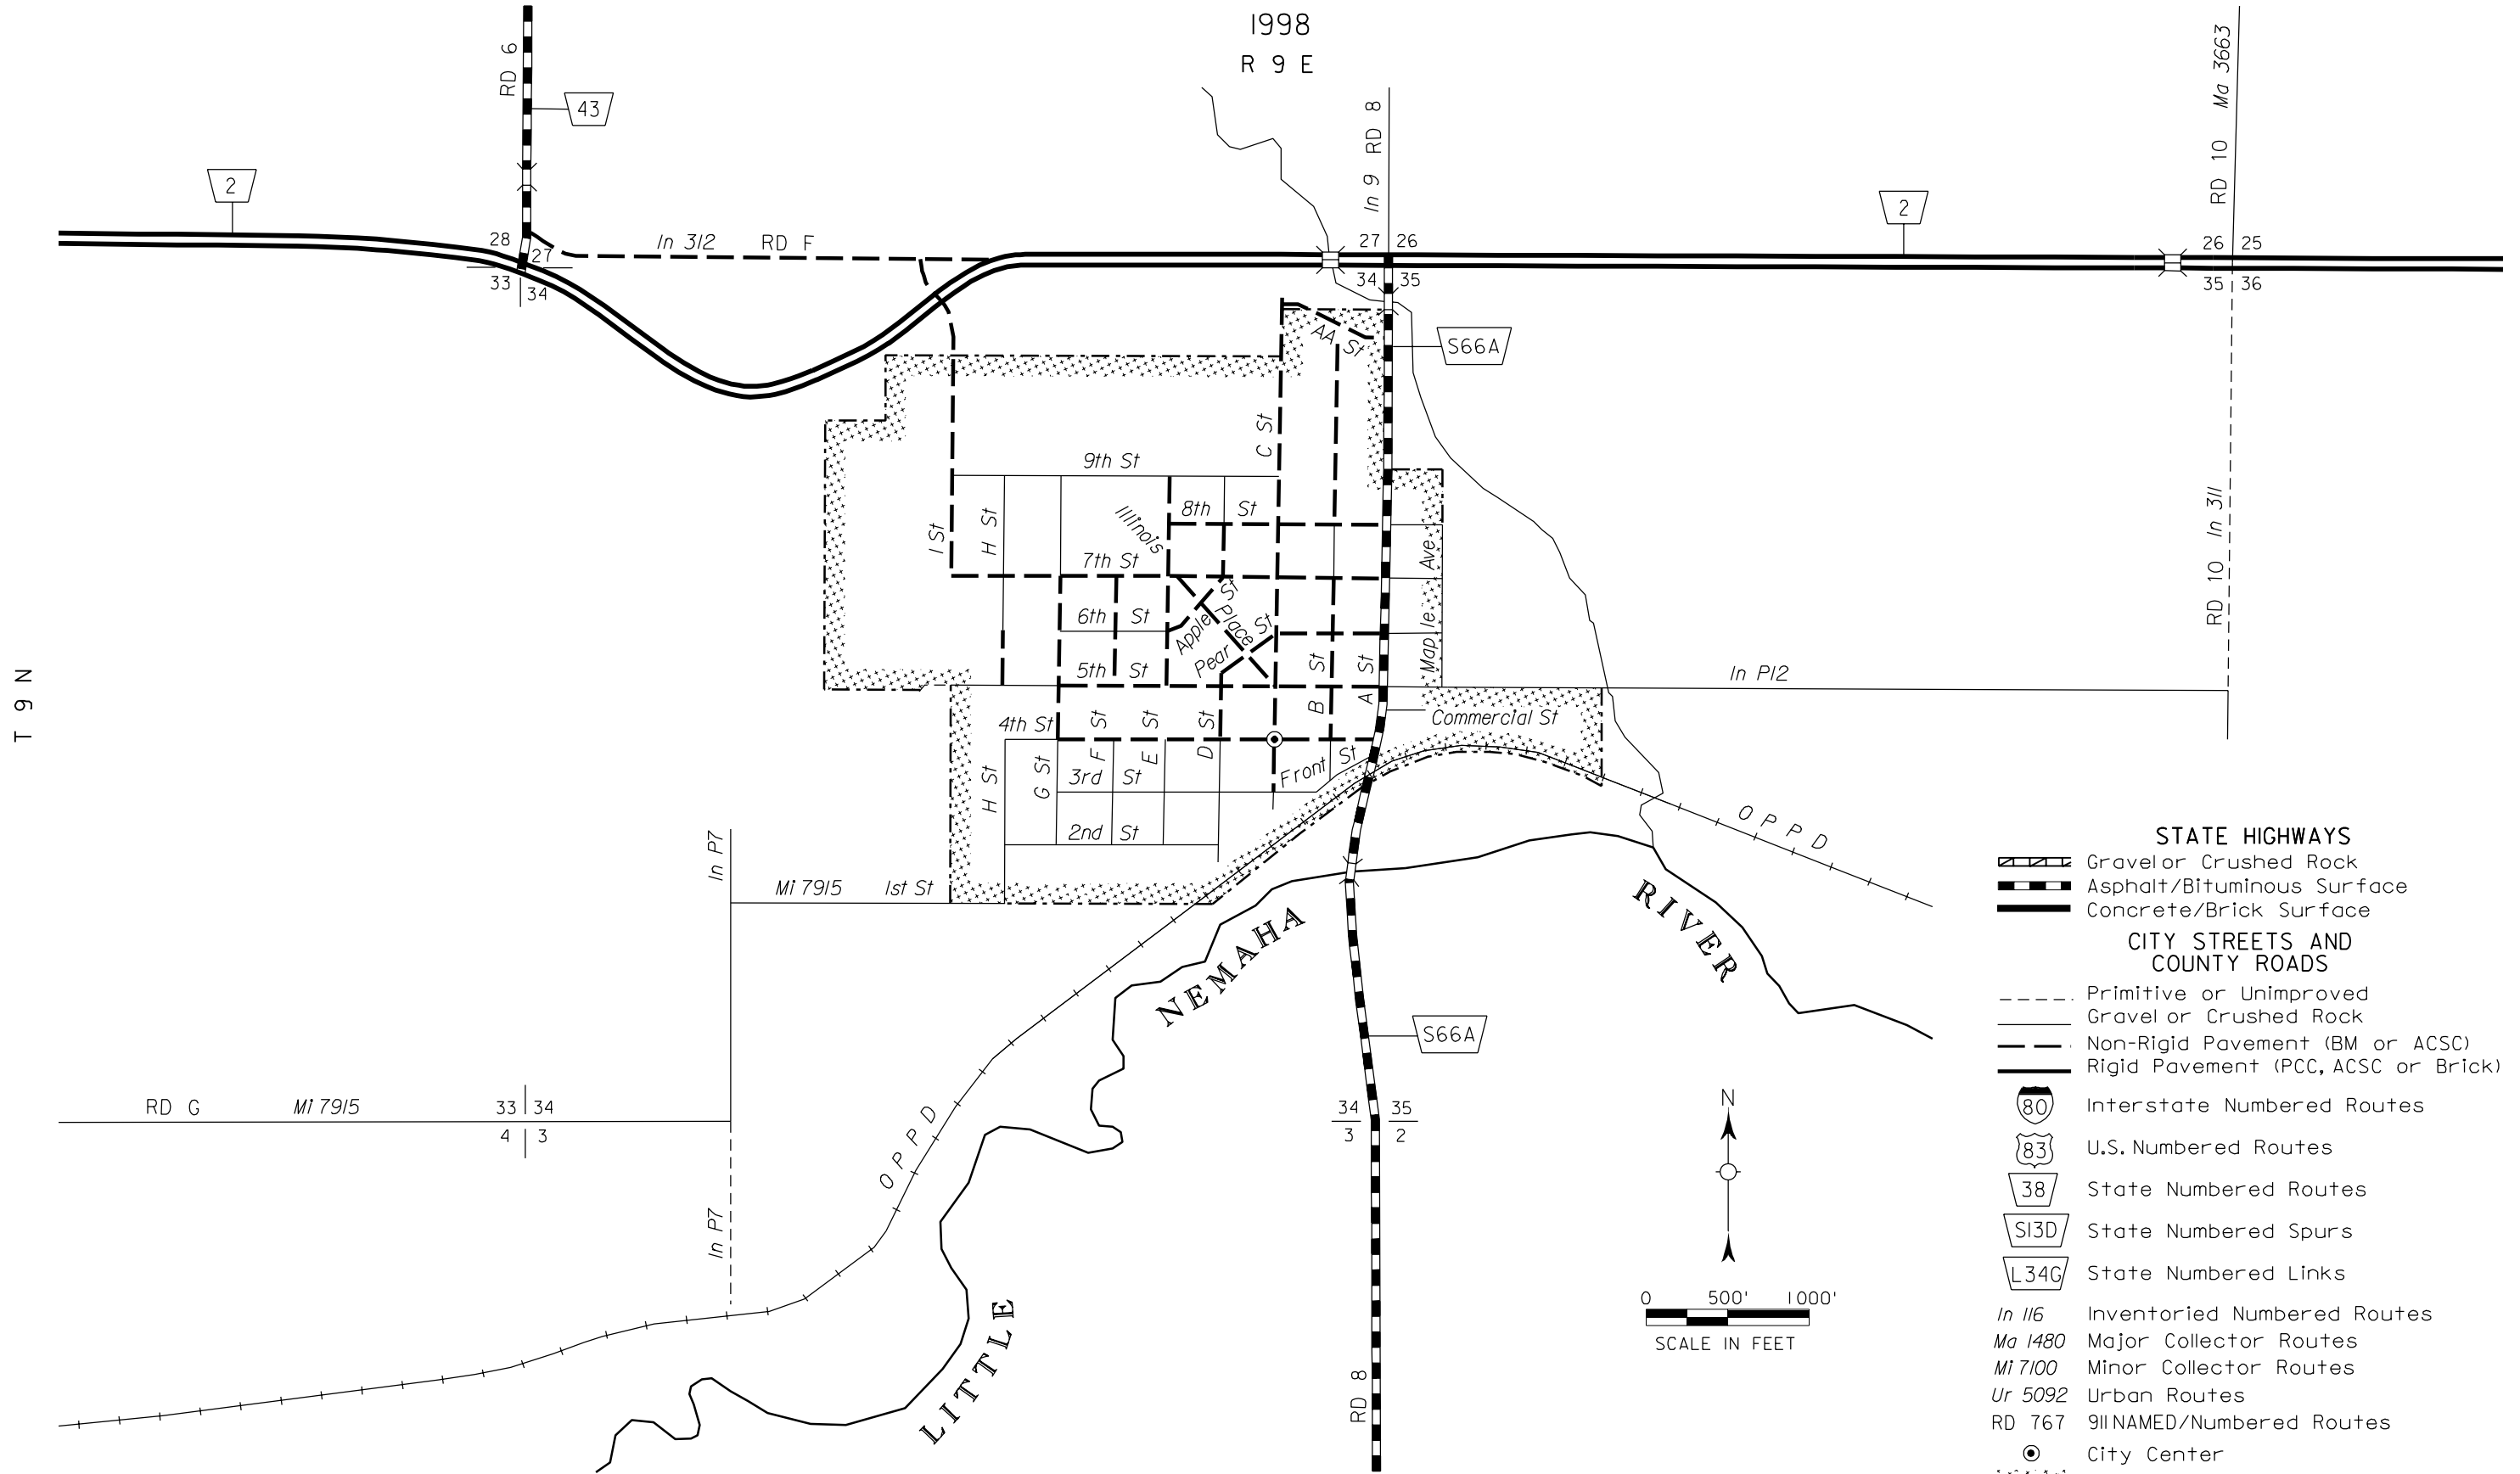 1998
R 9 E
RD 6
43
2
In 9 RD 8
RD 10 Ma 3663
2
28
27
33
34
In 312 RD F
27
26
34
35
26
25
35
36
AA St
S66A
C St
9th St
8th St
Illinois
Place
I St
H St
7th St
6th St
Apple St
Pear St
5th St
B St
A St
Maple Ave
In P12
RD 10 In 311
T 9 N
4th St
F St
E St
D St
Commercial St
H St
G St
3rd St
Front St
2nd St
In P7
Mi 7915 1st St
OPPD
NEMAHA
RIVER
S66A
RD G Mi 7915
33
34
4
3
34
35
3
2
OPPD
In P7
LITTLE
RD 8
N
0 500' 1000'
SCALE IN FEET
STATE HIGHWAYS
Gravel or Crushed Rock
Asphalt/Bituminous Surface
Concrete/Brick Surface
CITY STREETS AND
COUNTY ROADS
Primitive or Unimproved
Gravel or Crushed Rock
Non-Rigid Pavement (BM or ACSC)
Rigid Pavement (PCC, ACSC or Brick)
80 Interstate Numbered Routes
83 U.S. Numbered Routes
38 State Numbered Routes
S13D State Numbered Spurs
L34G State Numbered Links
In 116 Inventoried Numbered Routes
Ma 1480 Major Collector Routes
Mi 7100 Minor Collector Routes
Ur 5092 Urban Routes
RD 767 911 NAMED/Numbered Routes
City Center